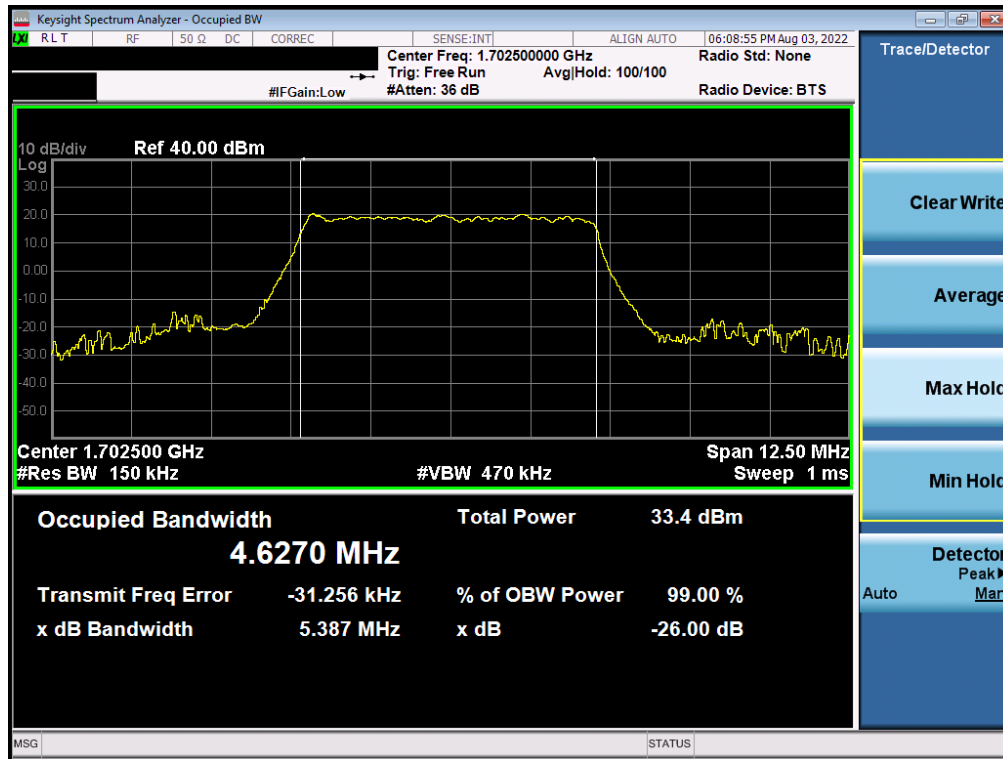 Keysight Spectrum Analyzer - Occupied BW
LXI RLT RF 50 Ω DC CORREC SENSE:INT ALIGN AUTO 06:08:55 PM Aug 03, 2022
Center Freq: 1.702500000 GHz Radio Std: None
Trig: Free Run Avg|Hold: 100/100
#IFGain:Low #Atten: 36 dB Radio Device: BTS
Trace/Detector
10 dB/div Ref 40.00 dBm
Log
30.0
20.0
10.0
0.00
-10.0
-20.0
-30.0
-40.0
-50.0
Center 1.702500 GHz Span 12.50 MHz
#Res BW 150 kHz #VBW 470 kHz Sweep 1 ms
Occupied Bandwidth Total Power 33.4 dBm
4.6270 MHz
Transmit Freq Error -31.256 kHz % of OBW Power 99.00 %
x dB Bandwidth 5.387 MHz x dB -26.00 dB
Clear Write
Average
Max Hold
Min Hold
Detector
Peak▶
Auto Man
MSG STATUS